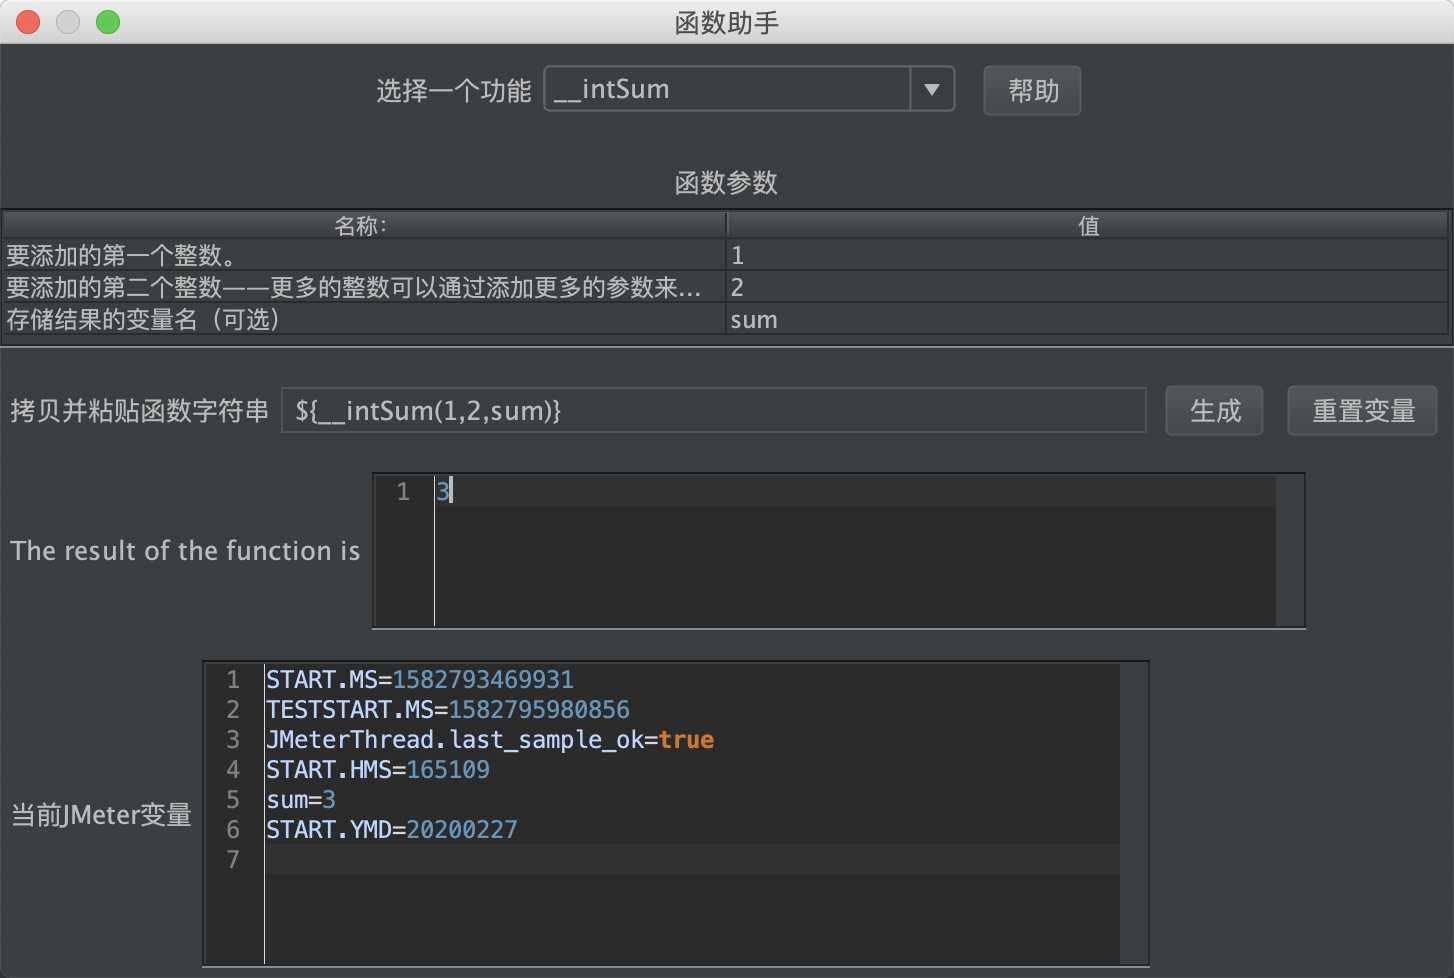 函数助手
选择一个功能 __intSum 帮助
函数参数
名称: 值
要添加的第一个整数。 1
要添加的第二个整数——更多的整数可以通过添加更多的参数来... 2
存储结果的变量名（可选） sum
拷贝并粘贴函数字符串 ${__intSum(1,2,sum)} 生成 重置变量
1 3
The result of the function is
1 START.MS=1582793469931
2 TESTSTART.MS=1582795980856
3 JMeterThread.last_sample_ok=true
4 START.HMS=165109
5 sum=3
当前JMeter变量
6 START.YMD=20200227
7